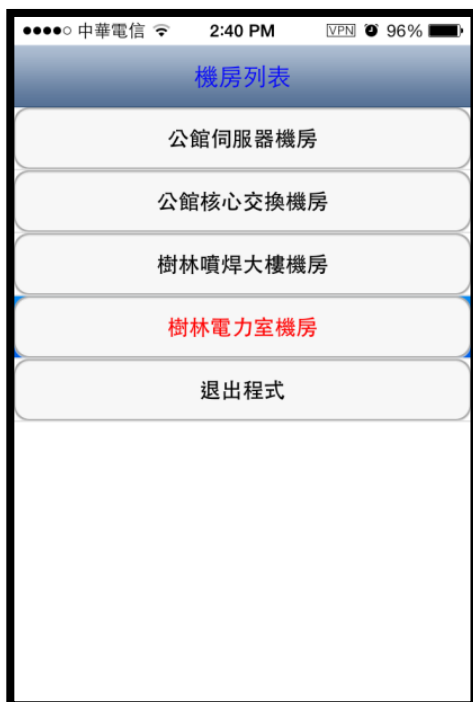 中華電信 2:40 PM VPN 96%
機房列表
公館伺服器機房
公館核心交換機房
樹林噴焊大樓機房
樹林電力室機房
退出程式